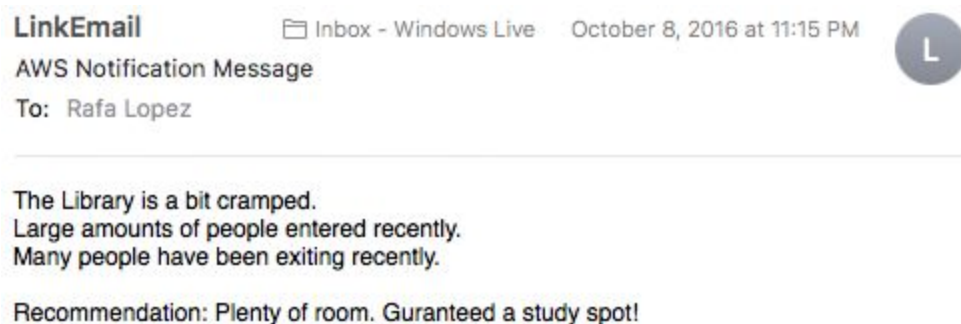 LinkEmail Inbox - Windows Live October 8, 2016 at 11:15 PM
L
AWS Notification Message
To: Rafa Lopez
The Library is a bit cramped.
Large amounts of people entered recently.
Many people have been exiting recently.
Recommendation: Plenty of room. Guranteed a study spot!